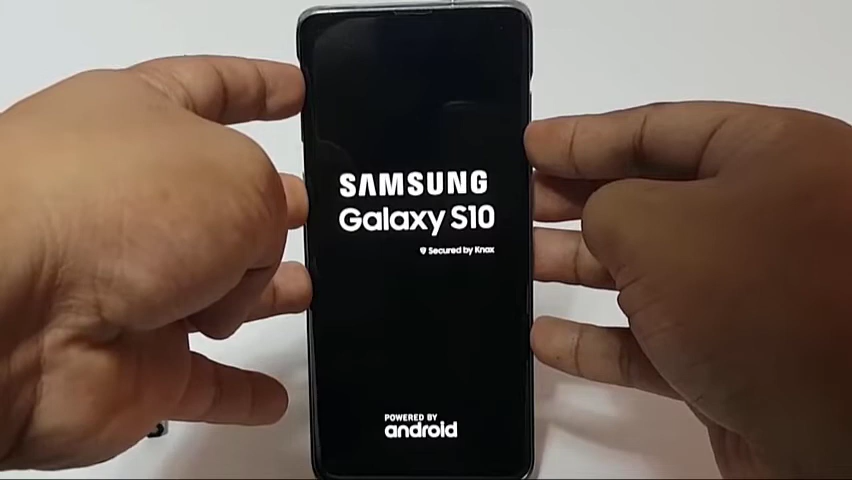 SAMSUNG
Galaxy S10
Secured by Knox
POWERED BY
android